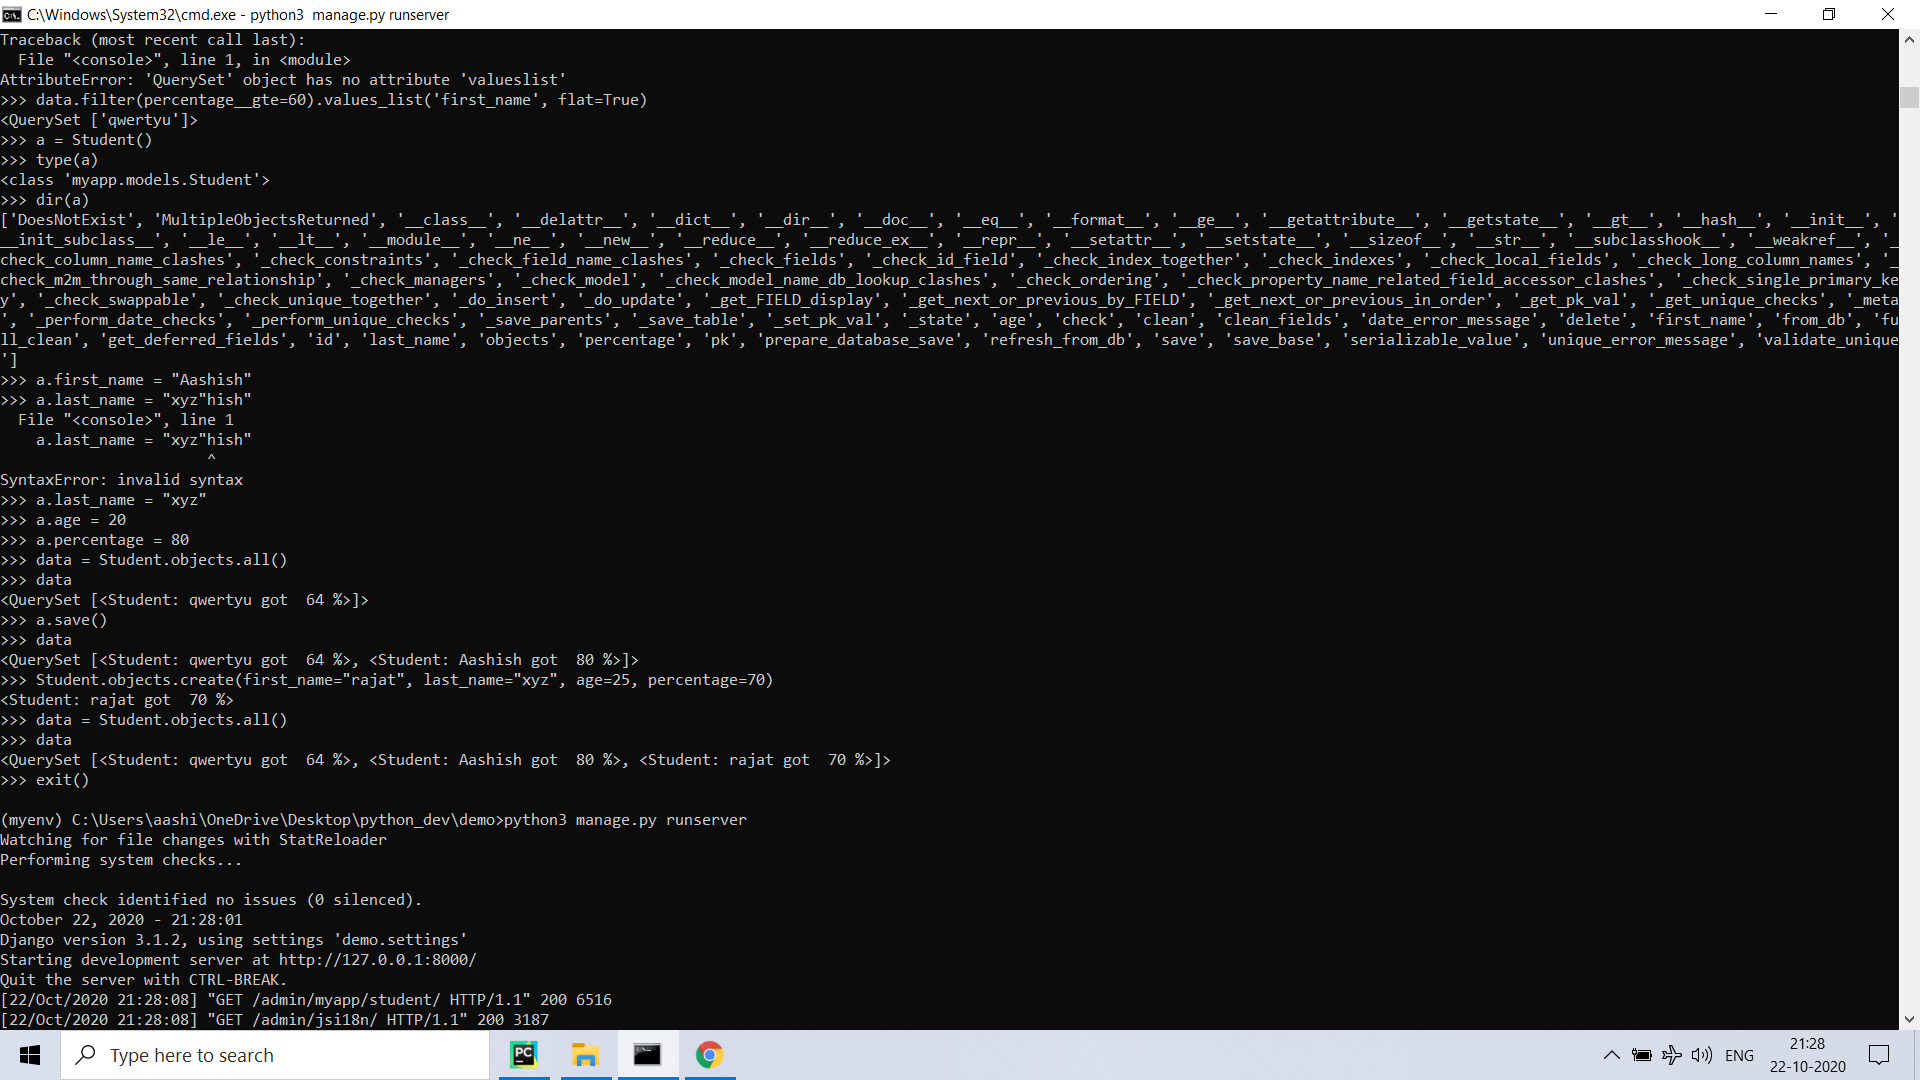 C:\Windows\System32\cmd.exe - python3  manage.py runserver
Traceback (most recent call last):
  File "<console>", line 1, in <module>
AttributeError: 'QuerySet' object has no attribute 'valueslist'
>>> data.filter(percentage__gte=60).values_list('first_name', flat=True)
<QuerySet ['qwertyu']>
>>> a = Student()
>>> type(a)
<class 'myapp.models.Student'>
>>> dir(a)
['DoesNotExist', 'MultipleObjectsReturned', '__class__', '__delattr__', '__dict__', '__dir__', '__doc__', '__eq__', '__format__', '__ge__', '__getattribute__', '__getstate__', '__gt__', '__hash__', '__init__', '
__init_subclass__', '__le__', '__lt__', '__module__', '__ne__', '__new__', '__reduce__', '__reduce_ex__', '__repr__', '__setattr__', '__setstate__', '__sizeof__', '__str__', '__subclasshook__', '__weakref__', '_
check_column_name_clashes', '_check_constraints', '_check_field_name_clashes', '_check_fields', '_check_id_field', '_check_index_together', '_check_indexes', '_check_local_fields', '_check_long_column_names', '_
check_m2m_through_same_relationship', '_check_managers', '_check_model', '_check_model_name_db_lookup_clashes', '_check_ordering', '_check_property_name_related_field_accessor_clashes', '_check_single_primary_ke
y', '_check_swappable', '_check_unique_together', '_do_insert', '_do_update', '_get_FIELD_display', '_get_next_or_previous_by_FIELD', '_get_next_or_previous_in_order', '_get_pk_val', '_get_unique_checks', '_meta
', '_perform_date_checks', '_perform_unique_checks', '_save_parents', '_save_table', '_set_pk_val', '_state', 'age', 'check', 'clean', 'clean_fields', 'date_error_message', 'delete', 'first_name', 'from_db', 'fu
ll_clean', 'get_deferred_fields', 'id', 'last_name', 'objects', 'percentage', 'pk', 'prepare_database_save', 'refresh_from_db', 'save', 'save_base', 'serializable_value', 'unique_error_message', 'validate_unique
']
>>> a.first_name = "Aashish"
>>> a.last_name = "xyz"hish"
  File "<console>", line 1
    a.last_name = "xyz"hish"
                       ^
SyntaxError: invalid syntax
>>> a.last_name = "xyz"
>>> a.age = 20
>>> a.percentage = 80
>>> data = Student.objects.all()
>>> data
<QuerySet [<Student: qwertyu got  64 %>]>
>>> a.save()
>>> data
<QuerySet [<Student: qwertyu got  64 %>, <Student: Aashish got  80 %>]>
>>> Student.objects.create(first_name="rajat", last_name="xyz", age=25, percentage=70)
<Student: rajat got  70 %>
>>> data = Student.objects.all()
>>> data
<QuerySet [<Student: qwertyu got  64 %>, <Student: Aashish got  80 %>, <Student: rajat got  70 %>]>
>>> exit()
(myenv) C:\Users\aashi\OneDrive\Desktop\python_dev\demo>python3 manage.py runserver
Watching for file changes with StatReloader
Performing system checks...
System check identified no issues (0 silenced).
October 22, 2020 - 21:28:01
Django version 3.1.2, using settings 'demo.settings'
Starting development server at http://127.0.0.1:8000/
Quit the server with CTRL-BREAK.
[22/Oct/2020 21:28:08] "GET /admin/myapp/student/ HTTP/1.1" 200 6516
[22/Oct/2020 21:28:08] "GET /admin/jsi18n/ HTTP/1.1" 200 3187
Type here to search
PC
ENG
21:28
22-10-2020